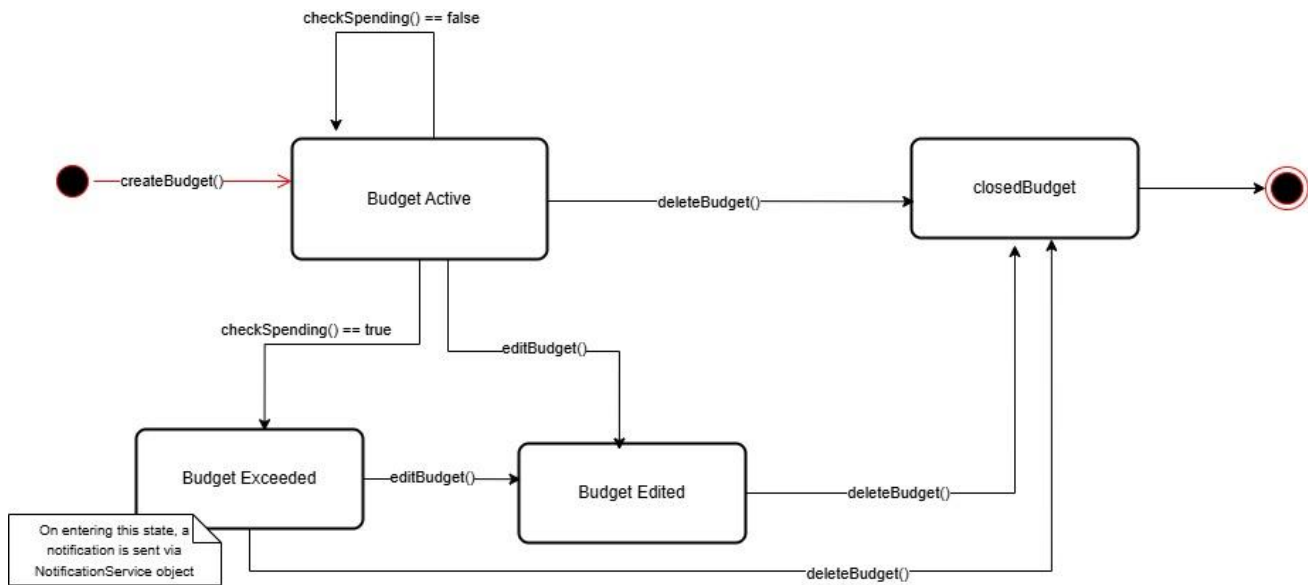 checkSpending() == false
createBudget()
Budget Active
deleteBudget()
closedBudget
checkSpending() == true
editBudget()
Budget Exceeded
editBudget()
Budget Edited
deleteBudget()
On entering this state, a
notification is sent via
NotificationService object
deleteBudget()